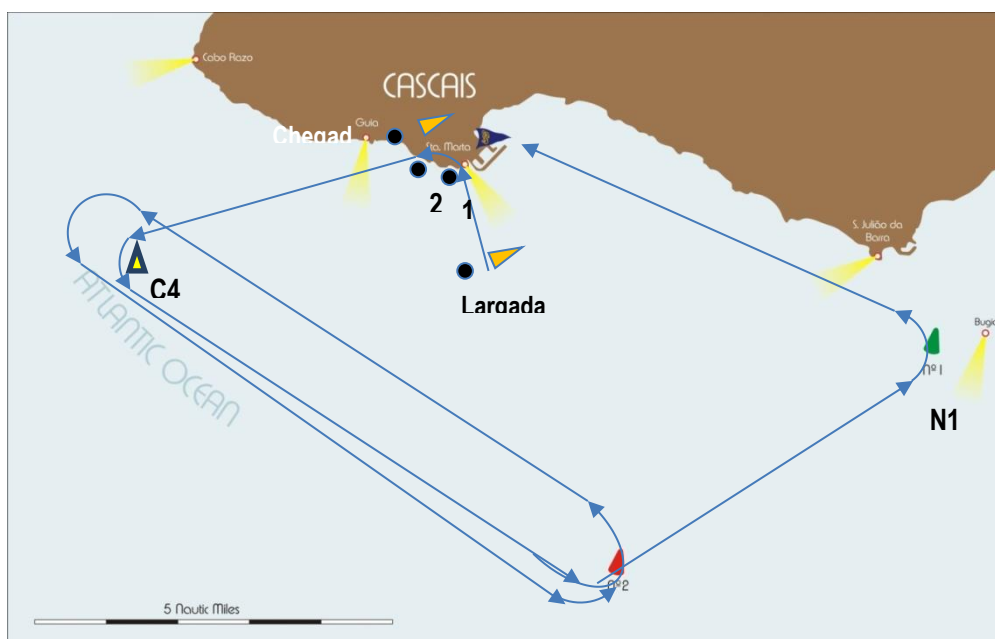 Cabo Raso
CASCAIS
Guia
Chegad
Sta. Marta
2
1
S. Julião da
Barra
C4
Largada
Bugio
ATLANTIC OCEAN
Nº1
N1
Nº2
5 Nautic Miles